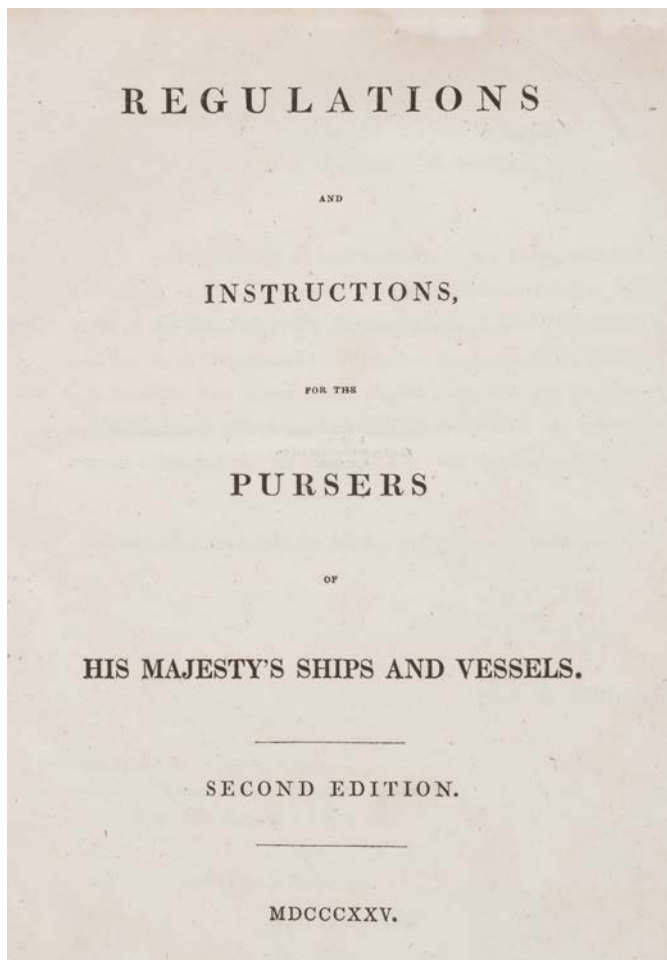 REGULATIONS
AND
INSTRUCTIONS,
FOR THE
PURSERS
OF
HIS MAJESTY'S SHIPS AND VESSELS.
SECOND EDITION.
MDCCCXXV.